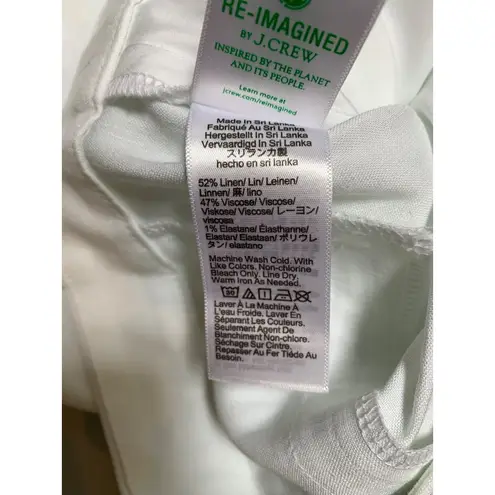 RE-IMAGINED
BY J.CREW
INSPIRED BY THE PLANET
AND ITS PEOPLE.
Learn more at
jcrew.com/reimagined
Made in Sri Lanka
Fabriqué Au Sri Lanka
Hergestellt In Sri Lanka
Vervaardigd In Sri Lanka
スリランカ製
hecho en sri lanka
52% Linen/ Lin/ Leinen/
Linnen/ 麻/ lino
47% Viscose/ Viscose/
Viskose/ Viscose/ レーヨン/
viscosa
1% Elastane/ Élasthanne/
Elastan/ Elastaan/ ポリウレ
タン/ elastano
Machine Wash Cold. With
Like Colors. Non-chlorine
Bleach Only. Line Dry.
Warm Iron As Needed.
Laver À La Machine À
L'eau Froide. Laver En
Séparant Les Couleurs.
Seulement Agent De
Blanchiment Non-chloré.
Séchage Sur Cintre.
Repasser Au Fer Tiède Au
Besoin.